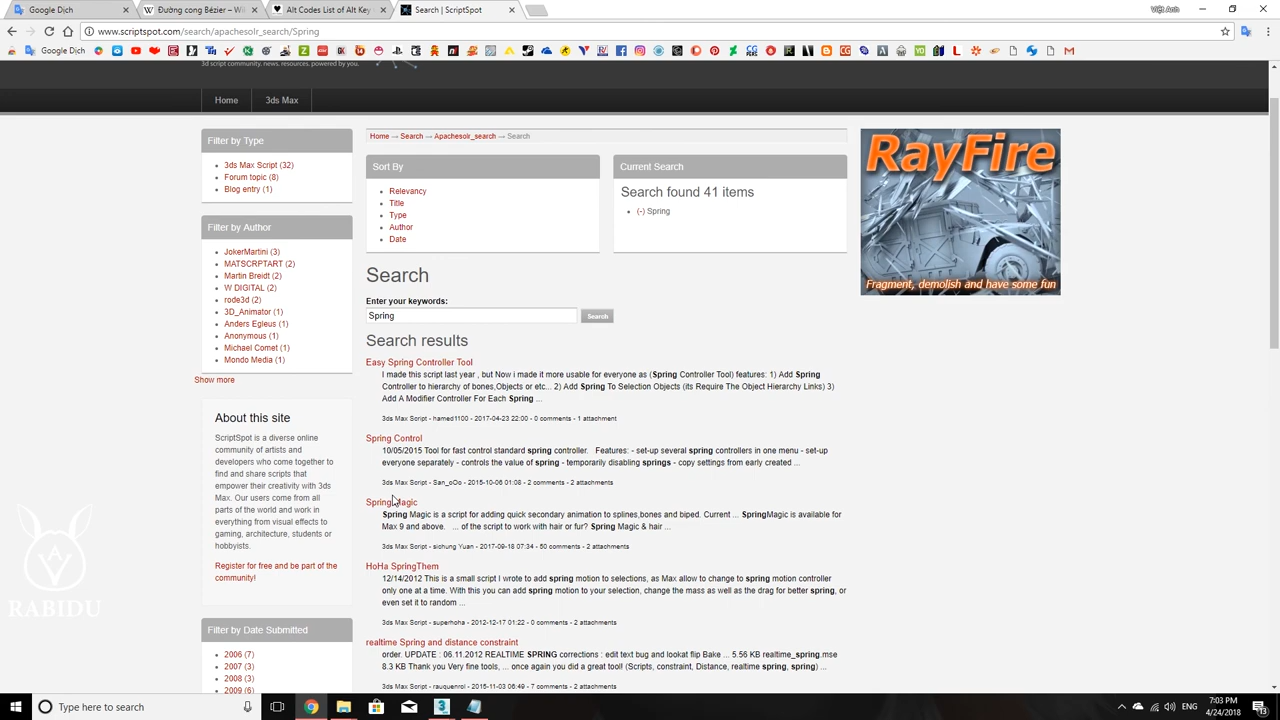 Google Dịch
Đường cong Bézier – Wi
Alt Codes List of Alt Key
Search | ScriptSpot
Việt Anh
www.scriptspot.com/search/apachesolr_search/Spring
Google Dịch
3d script community. news. resources. powered by you.
Home
3ds Max
Filter by Type
3ds Max Script (32)
Forum topic (8)
Blog entry (1)
Filter by Author
JokerMartini (3)
MATSCRPTART (2)
Martin Breidt (2)
W DIGITAL (2)
rode3d (2)
3D_Animator (1)
Anders Egleus (1)
Anonymous (1)
Michael Comet (1)
Mondo Media (1)
Show more
About this site
ScriptSpot is a diverse online
community of artists and
developers who come together to
find and share scripts that
empower their creativity with 3ds
Max. Our users come from all
parts of the world and work in
everything from visual effects to
gaming, architecture, students or
hobbyists.
Register for free and be part of the
community!
Filter by Date Submitted
2006 (7)
2007 (3)
2008 (3)
2009 (6)
Home → Search → Apachesolr_search → Search
Sort By
Relevancy
Title
Type
Author
Date
Current Search
Search found 41 items
(-) Spring
Search
Enter your keywords:
Spring
Search
Search results
Easy Spring Controller Tool
I made this script last year , but Now i made it more usable for everyone as (Spring Controller Tool) features: 1) Add Spring
Controller to hierarchy of bones,Objects or etc... 2) Add Spring To Selection Objects (its Require The Object Hierarchy Links) 3)
Add A Modifier Controller For Each Spring ...
3ds Max Script - hamed1100 - 2017-04-23 22:00 - 0 comments - 1 attachment
Spring Control
10/05/2015 Tool for fast control standard spring controller. Features: - set-up several spring controllers in one menu - set-up
everyone separately - controls the value of spring - temporarily disabling springs - copy settings from early created ...
3ds Max Script - San_oOo - 2015-10-06 01:08 - 2 comments - 2 attachments
Spring Magic
Spring Magic is a script for adding quick secondary animation to splines,bones and biped. Current ... SpringMagic is available for
Max 9 and above. ... of the script to work with hair or fur? Spring Magic & hair ...
3ds Max Script - sichung Yuan - 2017-09-18 07:34 - 50 comments - 2 attachments
HoHa SpringThem
12/14/2012 This is a small script I wrote to add spring motion to selections, as Max allow to change to spring motion controller
only one at a time. With this you can add spring motion to your selection, change the mass as well as the drag for better spring, or
even set it to random ...
3ds Max Script - superhoha - 2012-12-17 01:22 - 0 comments - 2 attachments
realtime Spring and distance constraint
order. UPDATE : 06.11.2012 REALTIME SPRING corrections : edit text bug and lookat flip Bake ... 5.56 KB realtime_spring.mse
8.3 KB Thank you Very fine tools, ... once again you did a great tool! (Scripts, constraint, Distance, realtime spring, spring) ...
3ds Max Script - rauquenrol - 2015-11-03 06:49 - 7 comments - 2 attachments
RayFire
Fragment, demolish and have some fun
RABIDU
Type here to search
ENG
7:03 PM
4/24/2018